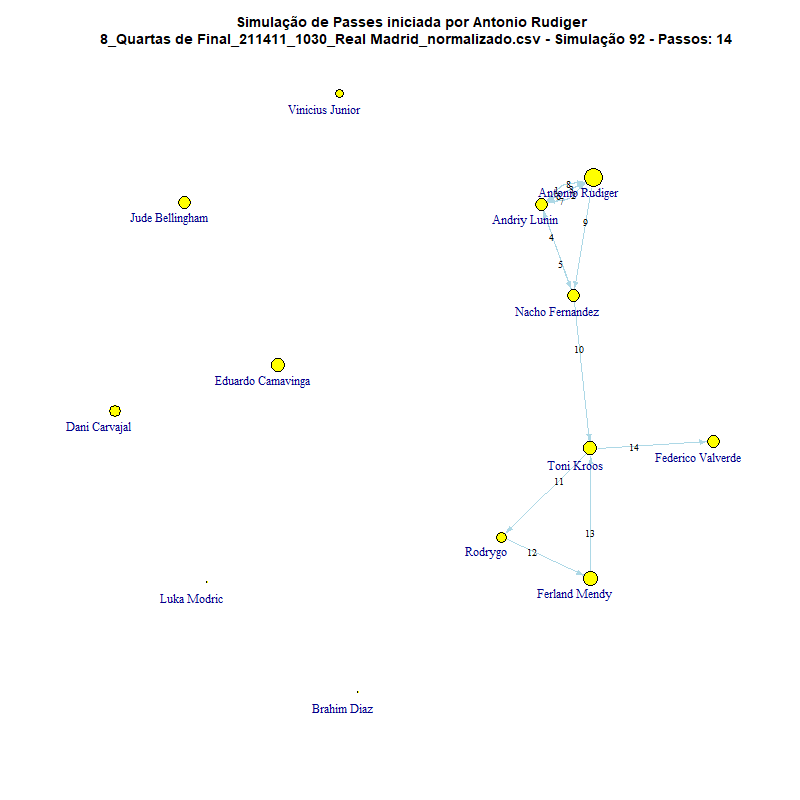 Simulação de Passes iniciada por Antonio Rudiger
8_Quartas de Final_211411_1030_Real Madrid_normalizado.csv - Simulação 92 - Passos: 14
Vinicius Junior
8
Antonio Rudiger
7
Jude Bellingham
Andriy Lunin
9
4
5
Nacho Fernandez
10
Eduardo Camavinga
Dani Carvajal
14
Federico Valverde
Toni Kroos
11
13
Rodrygo
12
Ferland Mendy
Luka Modric
Brahim Diaz